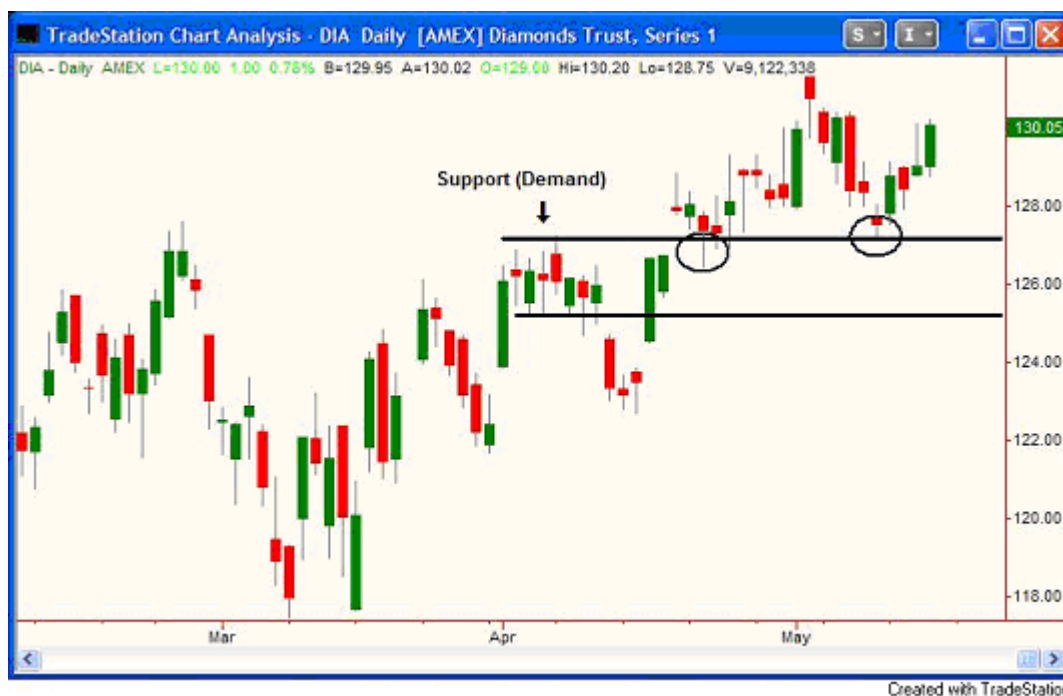 TradeStation Chart Analysis - DIA Daily [AMEX] Diamonds Trust, Series 1
S I
DIA - Daily AMEX L=130.00 1.00 0.78% B=129.95 A=130.02 O=129.00 Hi=130.20 Lo=128.75 V=9,122,338
130.05
Support (Demand)
128.00
126.00
124.00
122.00
120.00
118.00
Mar Apr May
Created with TradeStatio